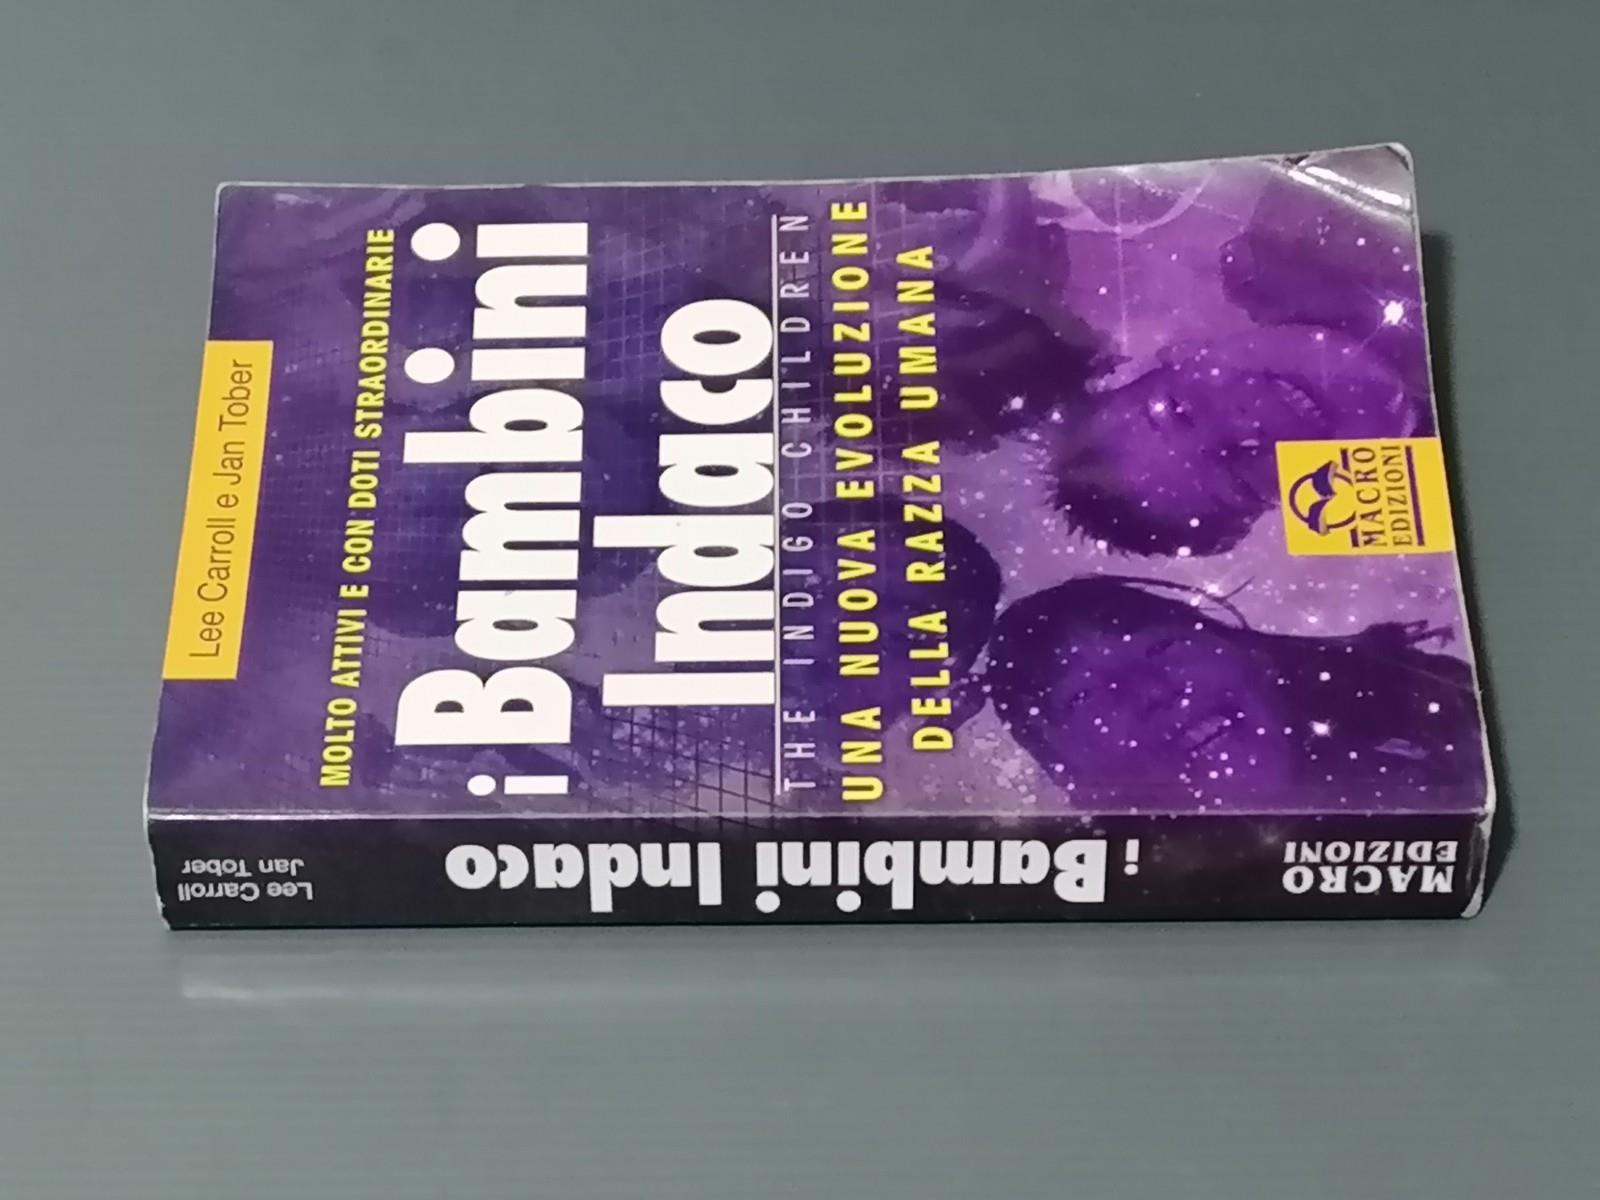 Lee Carroll e Jan Tober
MOLTO ATTIVI E CON DOTI STRAORDINARIE
i Bambini
Indaco
THE INDIGO CHILDREN
UNA NUOVA EVOLUZIONE
DELLA RAZZA UMANA
MACRO
EDIZIONI
Lee Carroll
Jan Tober
i Bambini Indaco
MACRO
EDIZIONI